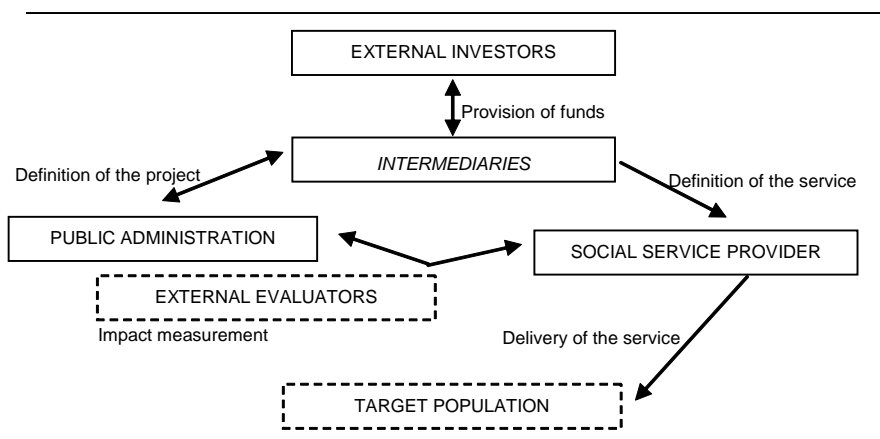 EXTERNAL INVESTORS
Provision of funds
INTERMEDIARIES
Definition of the project
Definition of the service
PUBLIC ADMINISTRATION
SOCIAL SERVICE PROVIDER
EXTERNAL EVALUATORS
Impact measurement
Delivery of the service
TARGET POPULATION